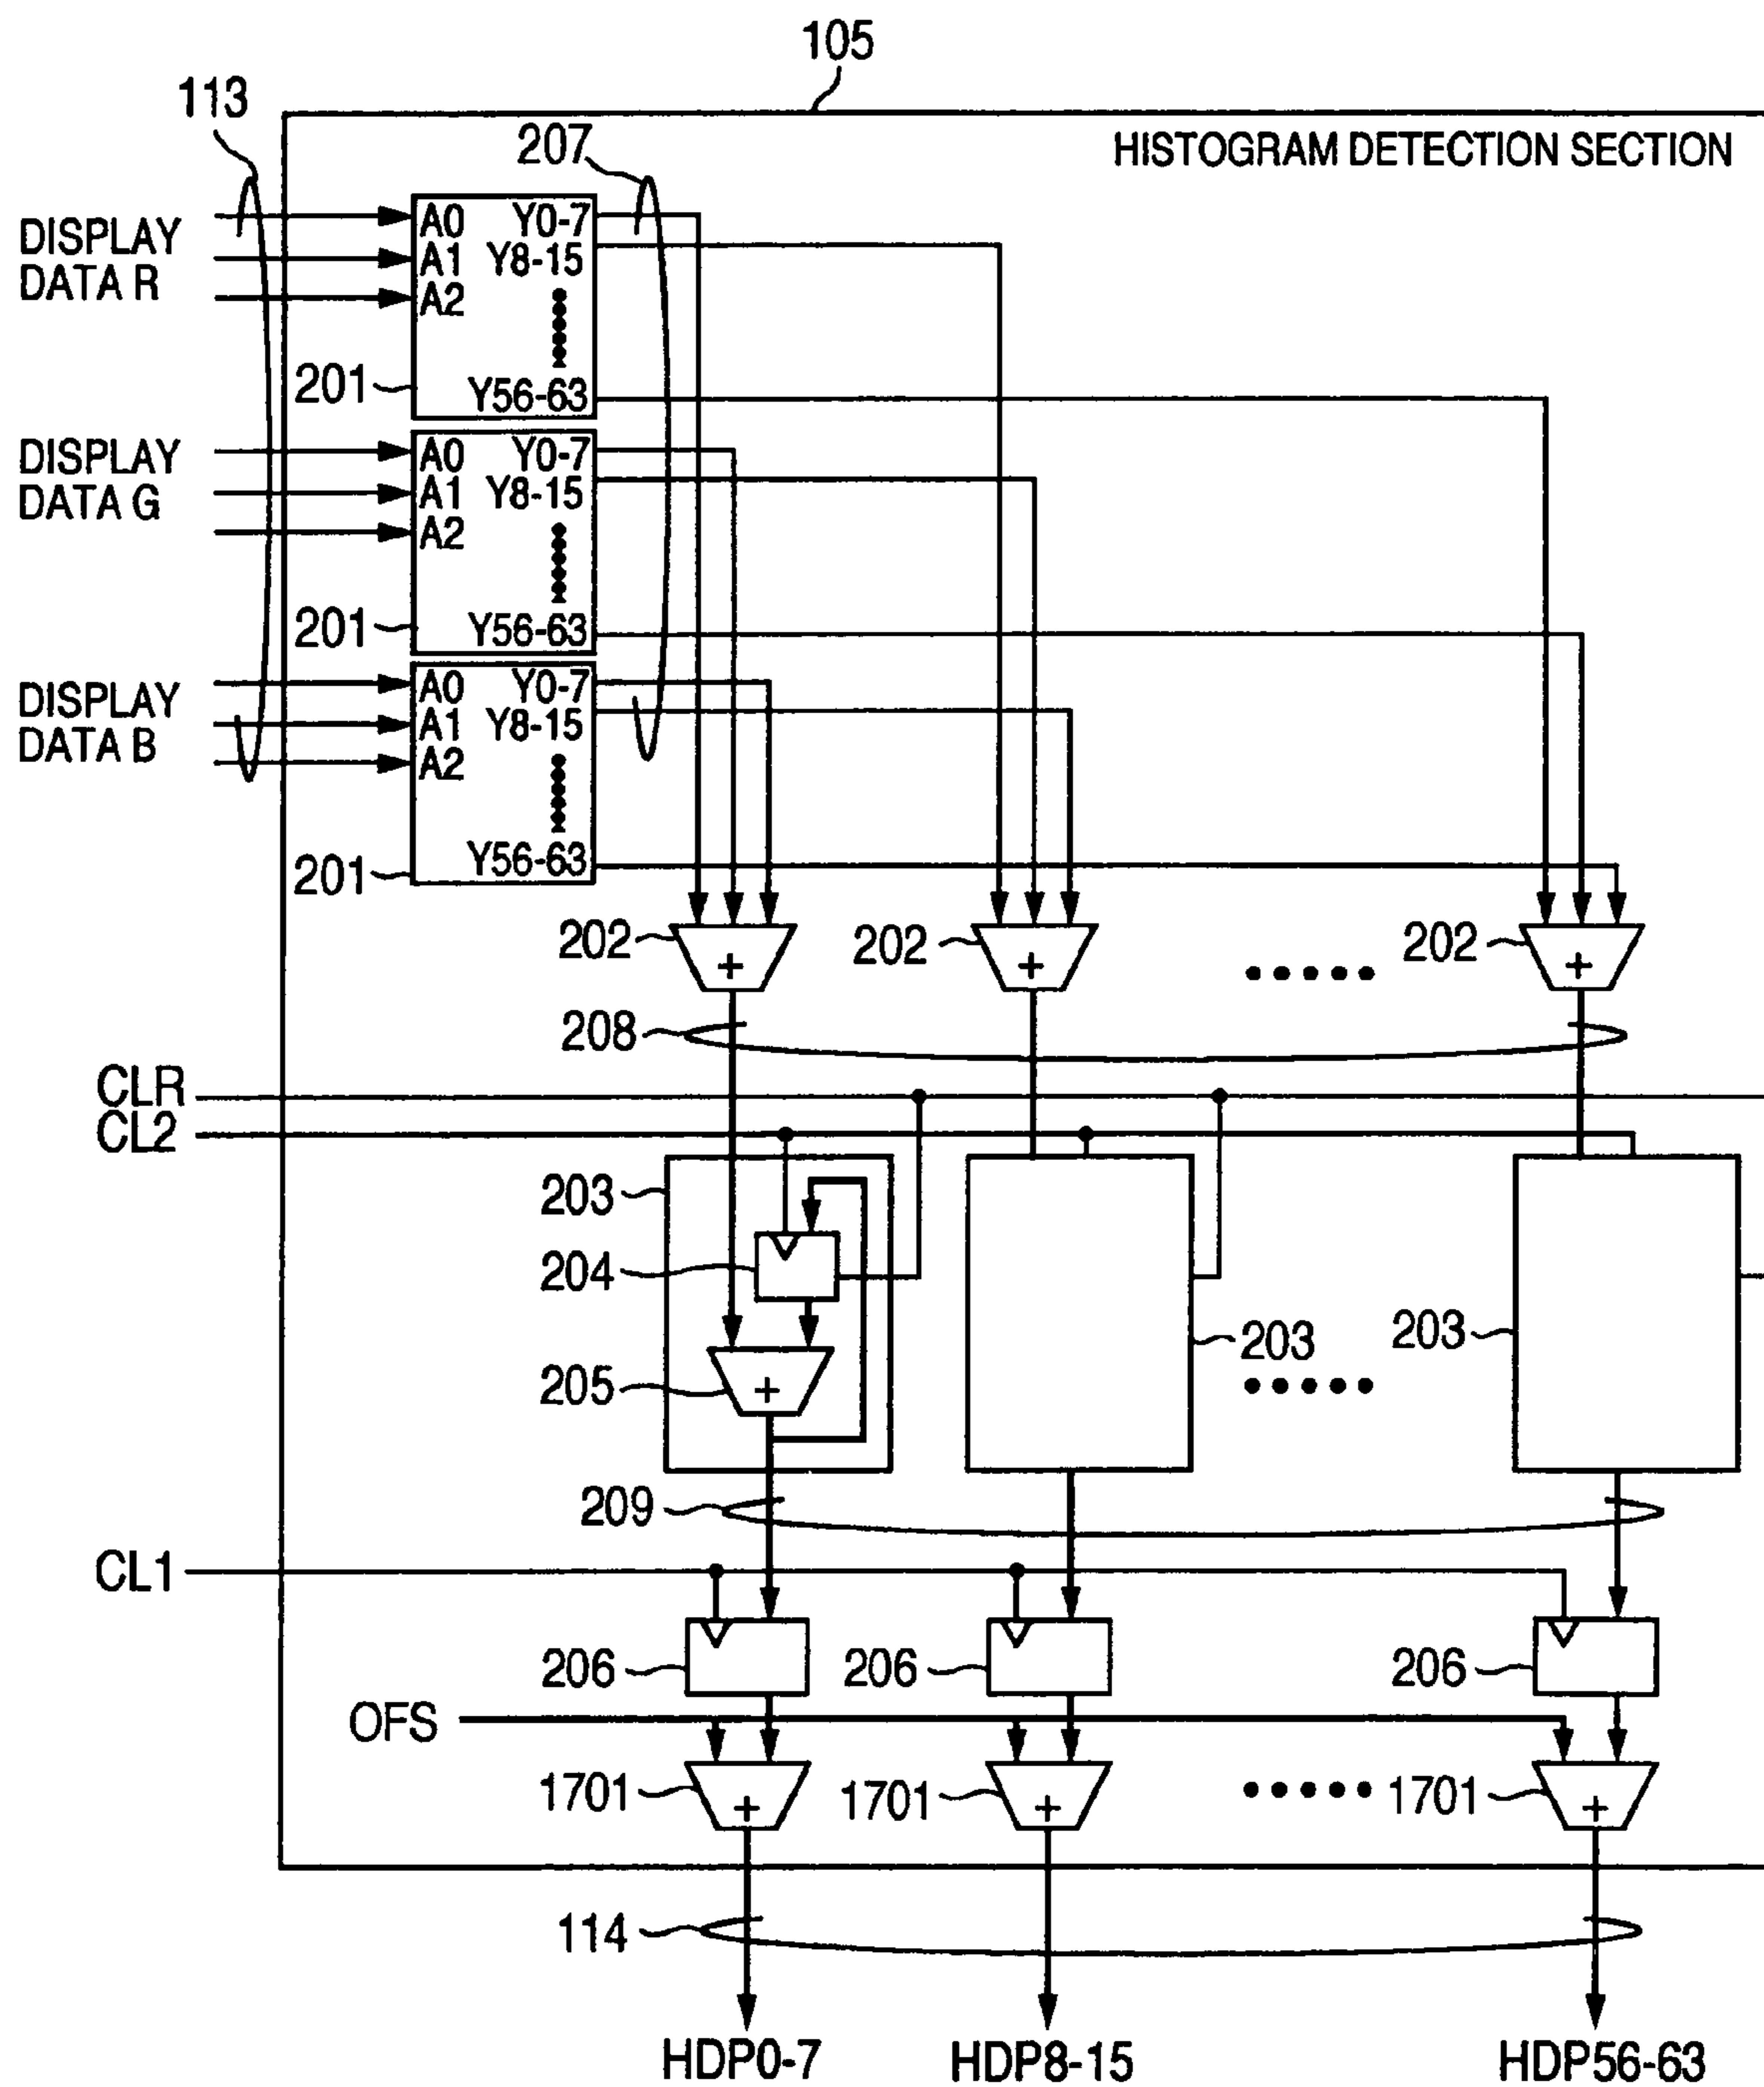 105
113
HISTOGRAM DETECTION SECTION
207
DISPLAY
DATA R
A0 Y0-7
A1 Y8-15
A2
201 Y56-63
DISPLAY
DATA G
A0 Y0-7
A1 Y8-15
A2
201 Y56-63
DISPLAY
DATA B
A0 Y0-7
A1 Y8-15
A2
201 Y56-63
202 202 202
+ + +
208
CLR
CL2
203
204
203 203
205
+
209
CL1
206 206 206
OFS
1701 1701 1701
+ + +
114
HDP0-7 HDP8-15 HDP56-63